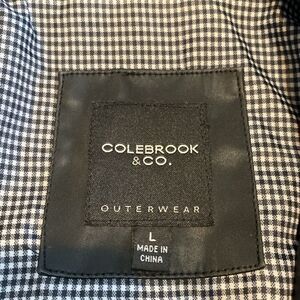 COLEBROOK
&CO.
OUTERWEAR
L
MADE IN
CHINA